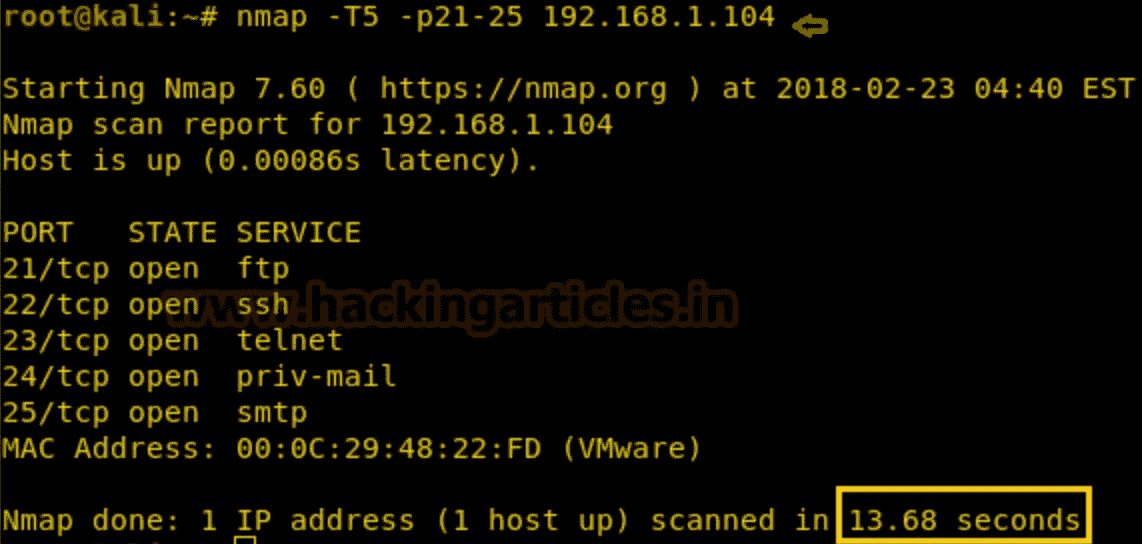 root@kali:~# nmap -T5 -p21-25 192.168.1.104
Starting Nmap 7.60 ( https://nmap.org ) at 2018-02-23 04:40 EST
Nmap scan report for 192.168.1.104
Host is up (0.00086s latency).
PORT   STATE SERVICE
21/tcp open  ftp
22/tcp open  ssh
www.hackingarticles.in
23/tcp open  telnet
24/tcp open  priv-mail
25/tcp open  smtp
MAC Address: 00:0C:29:48:22:FD (VMware)
Nmap done: 1 IP address (1 host up) scanned in 13.68 seconds